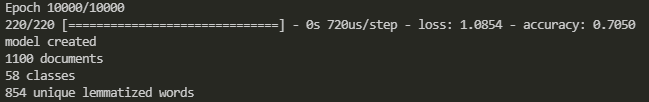 Epoch 10000/10000
220/220 [==============================] - 0s 720us/step - loss: 1.0854 - accuracy: 0.7050
model created
1100 documents
58 classes
854 unique lemmatized words